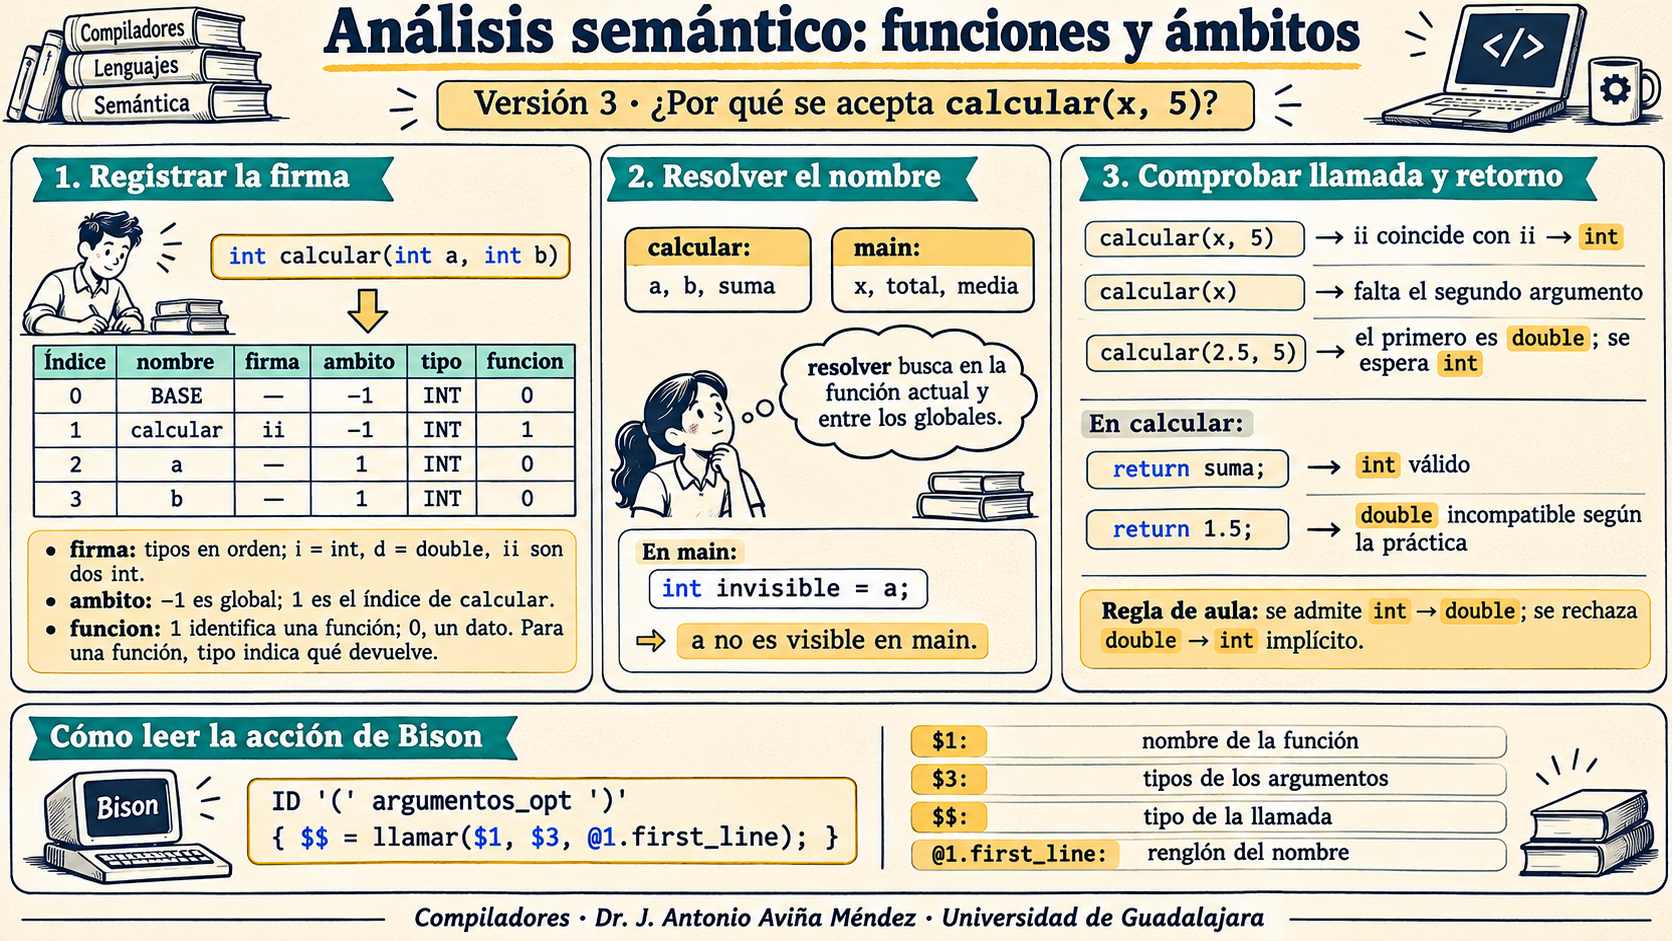 Compiladores
Lenguajes
Semántica
Análisis semántico: funciones y ámbitos
Versión 3 · ¿Por qué se acepta calcular(x, 5)?
</>
1. Registrar la firma
int calcular(int a, int b)
Índice nombre firma ambito tipo funcion
0 BASE — −1 INT 0
1 calcular ii −1 INT 1
2 a — 1 INT 0
3 b — 1 INT 0
• firma: tipos en orden; i = int, d = double, ii son
dos int.
• ambito: −1 es global; 1 es el índice de calcular.
• funcion: 1 identifica una función; 0, un dato. Para
una función, tipo indica qué devuelve.
2. Resolver el nombre
calcular:
a, b, suma
main:
x, total, media
resolver busca en la
función actual y
entre los globales.
En main:
int invisible = a;
⇨ a no es visible en main.
3. Comprobar llamada y retorno
calcular(x, 5) → ii coincide con ii → int
calcular(x) → falta el segundo argumento
calcular(2.5, 5) → el primero es double; se
espera int
En calcular:
return suma; → int válido
return 1.5; → double incompatible según
la práctica
Regla de aula: se admite int → double; se rechaza
double → int implícito.
Cómo leer la acción de Bison
Bison
ID '(' argumentos_opt ')'
{ $$ = llamar($1, $3, @1.first_line); }
$1: nombre de la función
$3: tipos de los argumentos
$$: tipo de la llamada
@1.first_line: renglón del nombre
Compiladores · Dr. J. Antonio Aviña Méndez · Universidad de Guadalajara